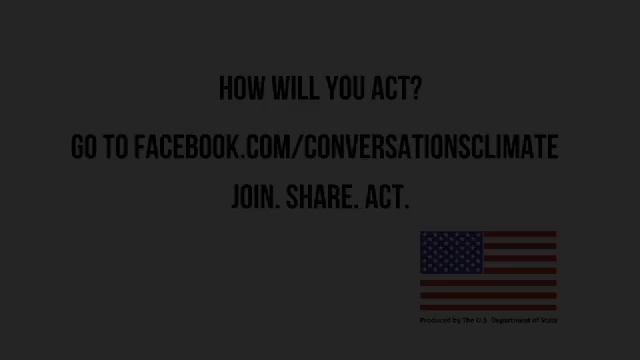 HOW WILL YOU ACT?
GO TO FACEBOOK.COM/CONVERSATIONSCLIMATE
JOIN. SHARE. ACT.
Produced by The U.S. Department of State